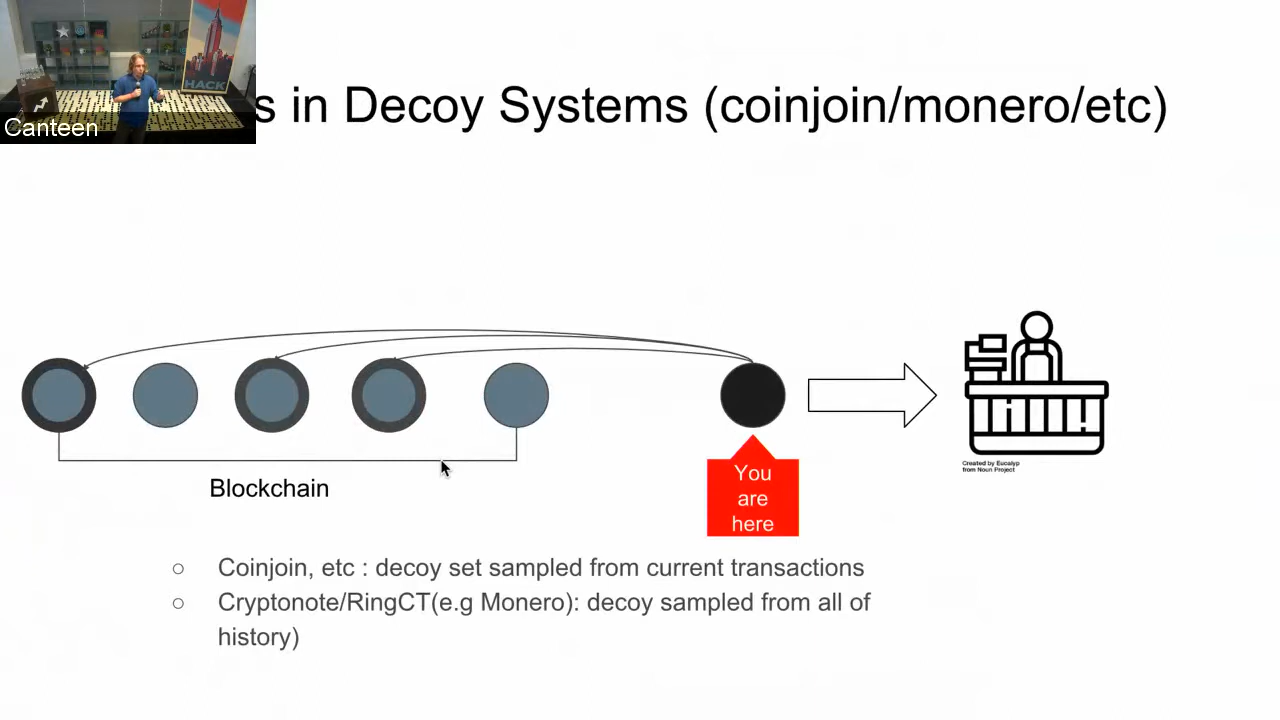 HACK
Canteen
s in Decoy Systems (coinjoin/monero/etc)
Created by Eucalyp
from Noun Project
Blockchain
You
are
here
○ Coinjoin, etc : decoy set sampled from current transactions
○ Cryptonote/RingCT(e.g Monero): decoy sampled from all of
history)